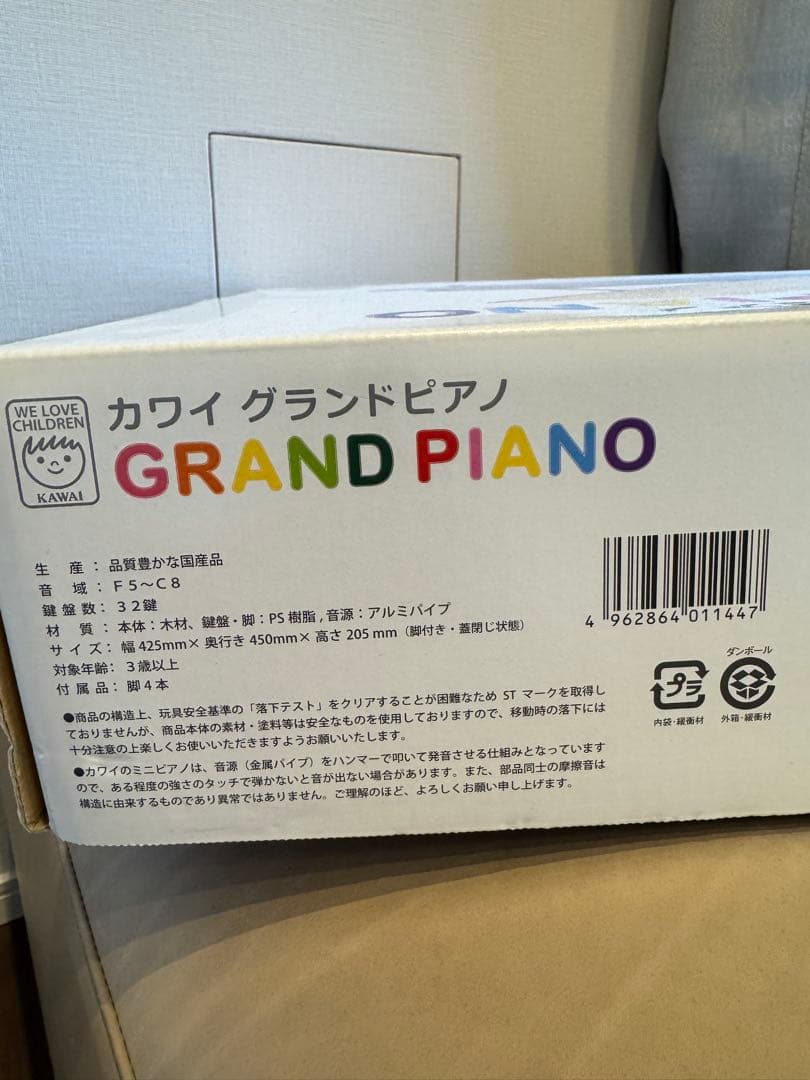 WE LOVE
CHILDREN
KAWAI
カワイ グランドピアノ
GRAND PIANO
生 産 : 品質豊かな国産品
音 域 : F5〜C8
鍵盤数 : 32鍵
材 質 : 本体:木材、鍵盤・脚:PS樹脂,音源:アルミパイプ
サイズ : 幅425mm×奥行き450mm×高さ205mm(脚付き・蓋閉じ状態)
対象年齢: 3歳以上
付属品 : 脚4本
●商品の構造上、玩具安全基準の「落下テスト」をクリアすることが困難なため STマークを取得し
ておりませんが、商品本体の素材・塗料等は安全なものを使用しておりますので、移動時の落下には
十分注意の上楽しくお使いいただきますようお願いいたします。
●カワイのミニピアノは、音源(金属パイプ)をハンマーで叩いて発音させる仕組みとなっています
ので、ある程度の強さのタッチで弾かないと音が出ない場合があります。また、部品同士の摩擦音は
構造に由来するものであり異常ではありません。ご理解のほど、よろしくお願い申し上げます。
4 962864 011447
ダンボール
プラ
内袋・緩衝材
外箱・緩衝材